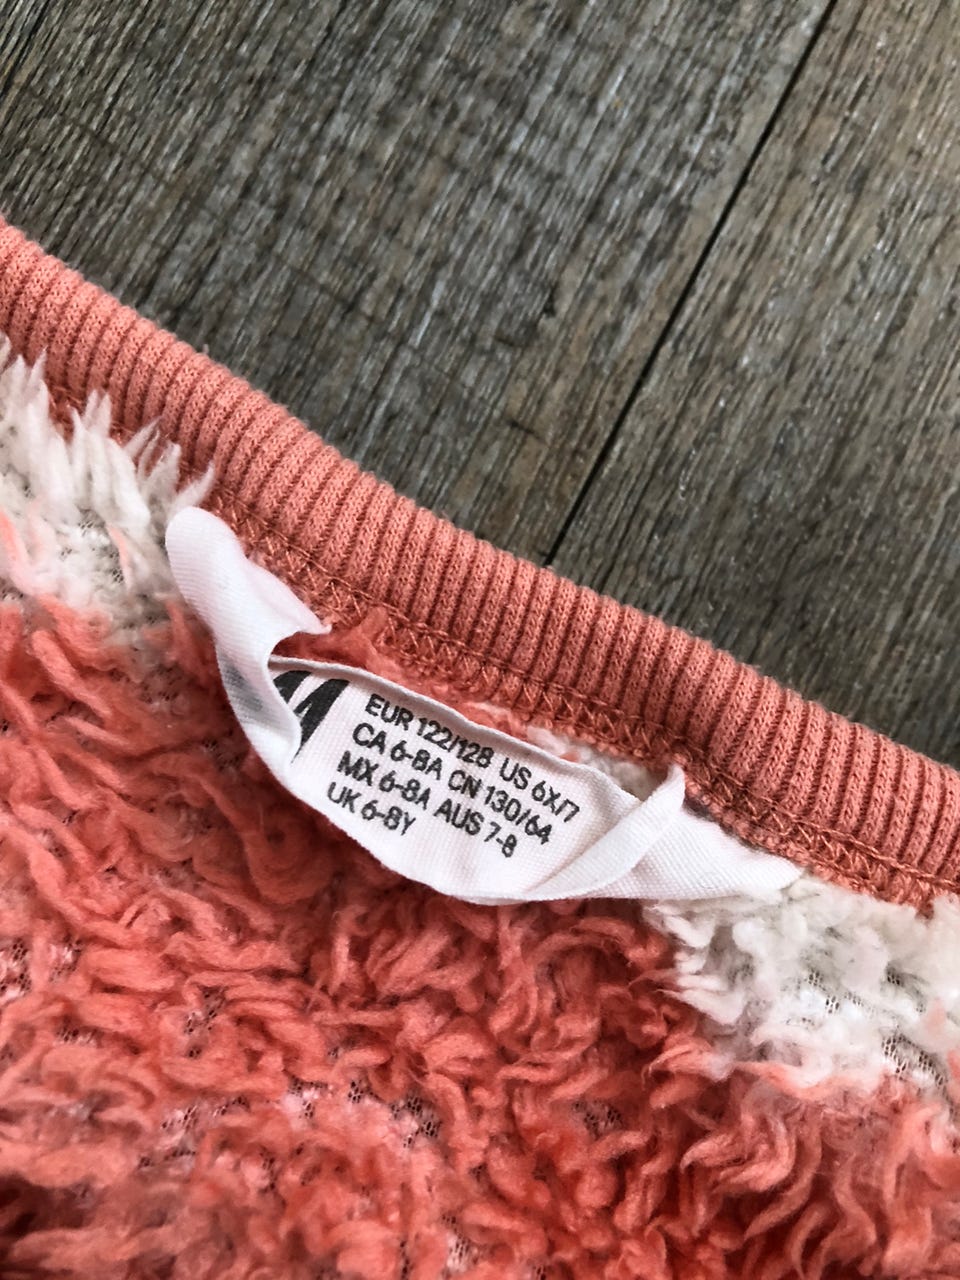 EUR 122/128 US 6X/7
CA 6-8A CN 130/64
MX 6-8A AUS 7-8
UK 6-8Y